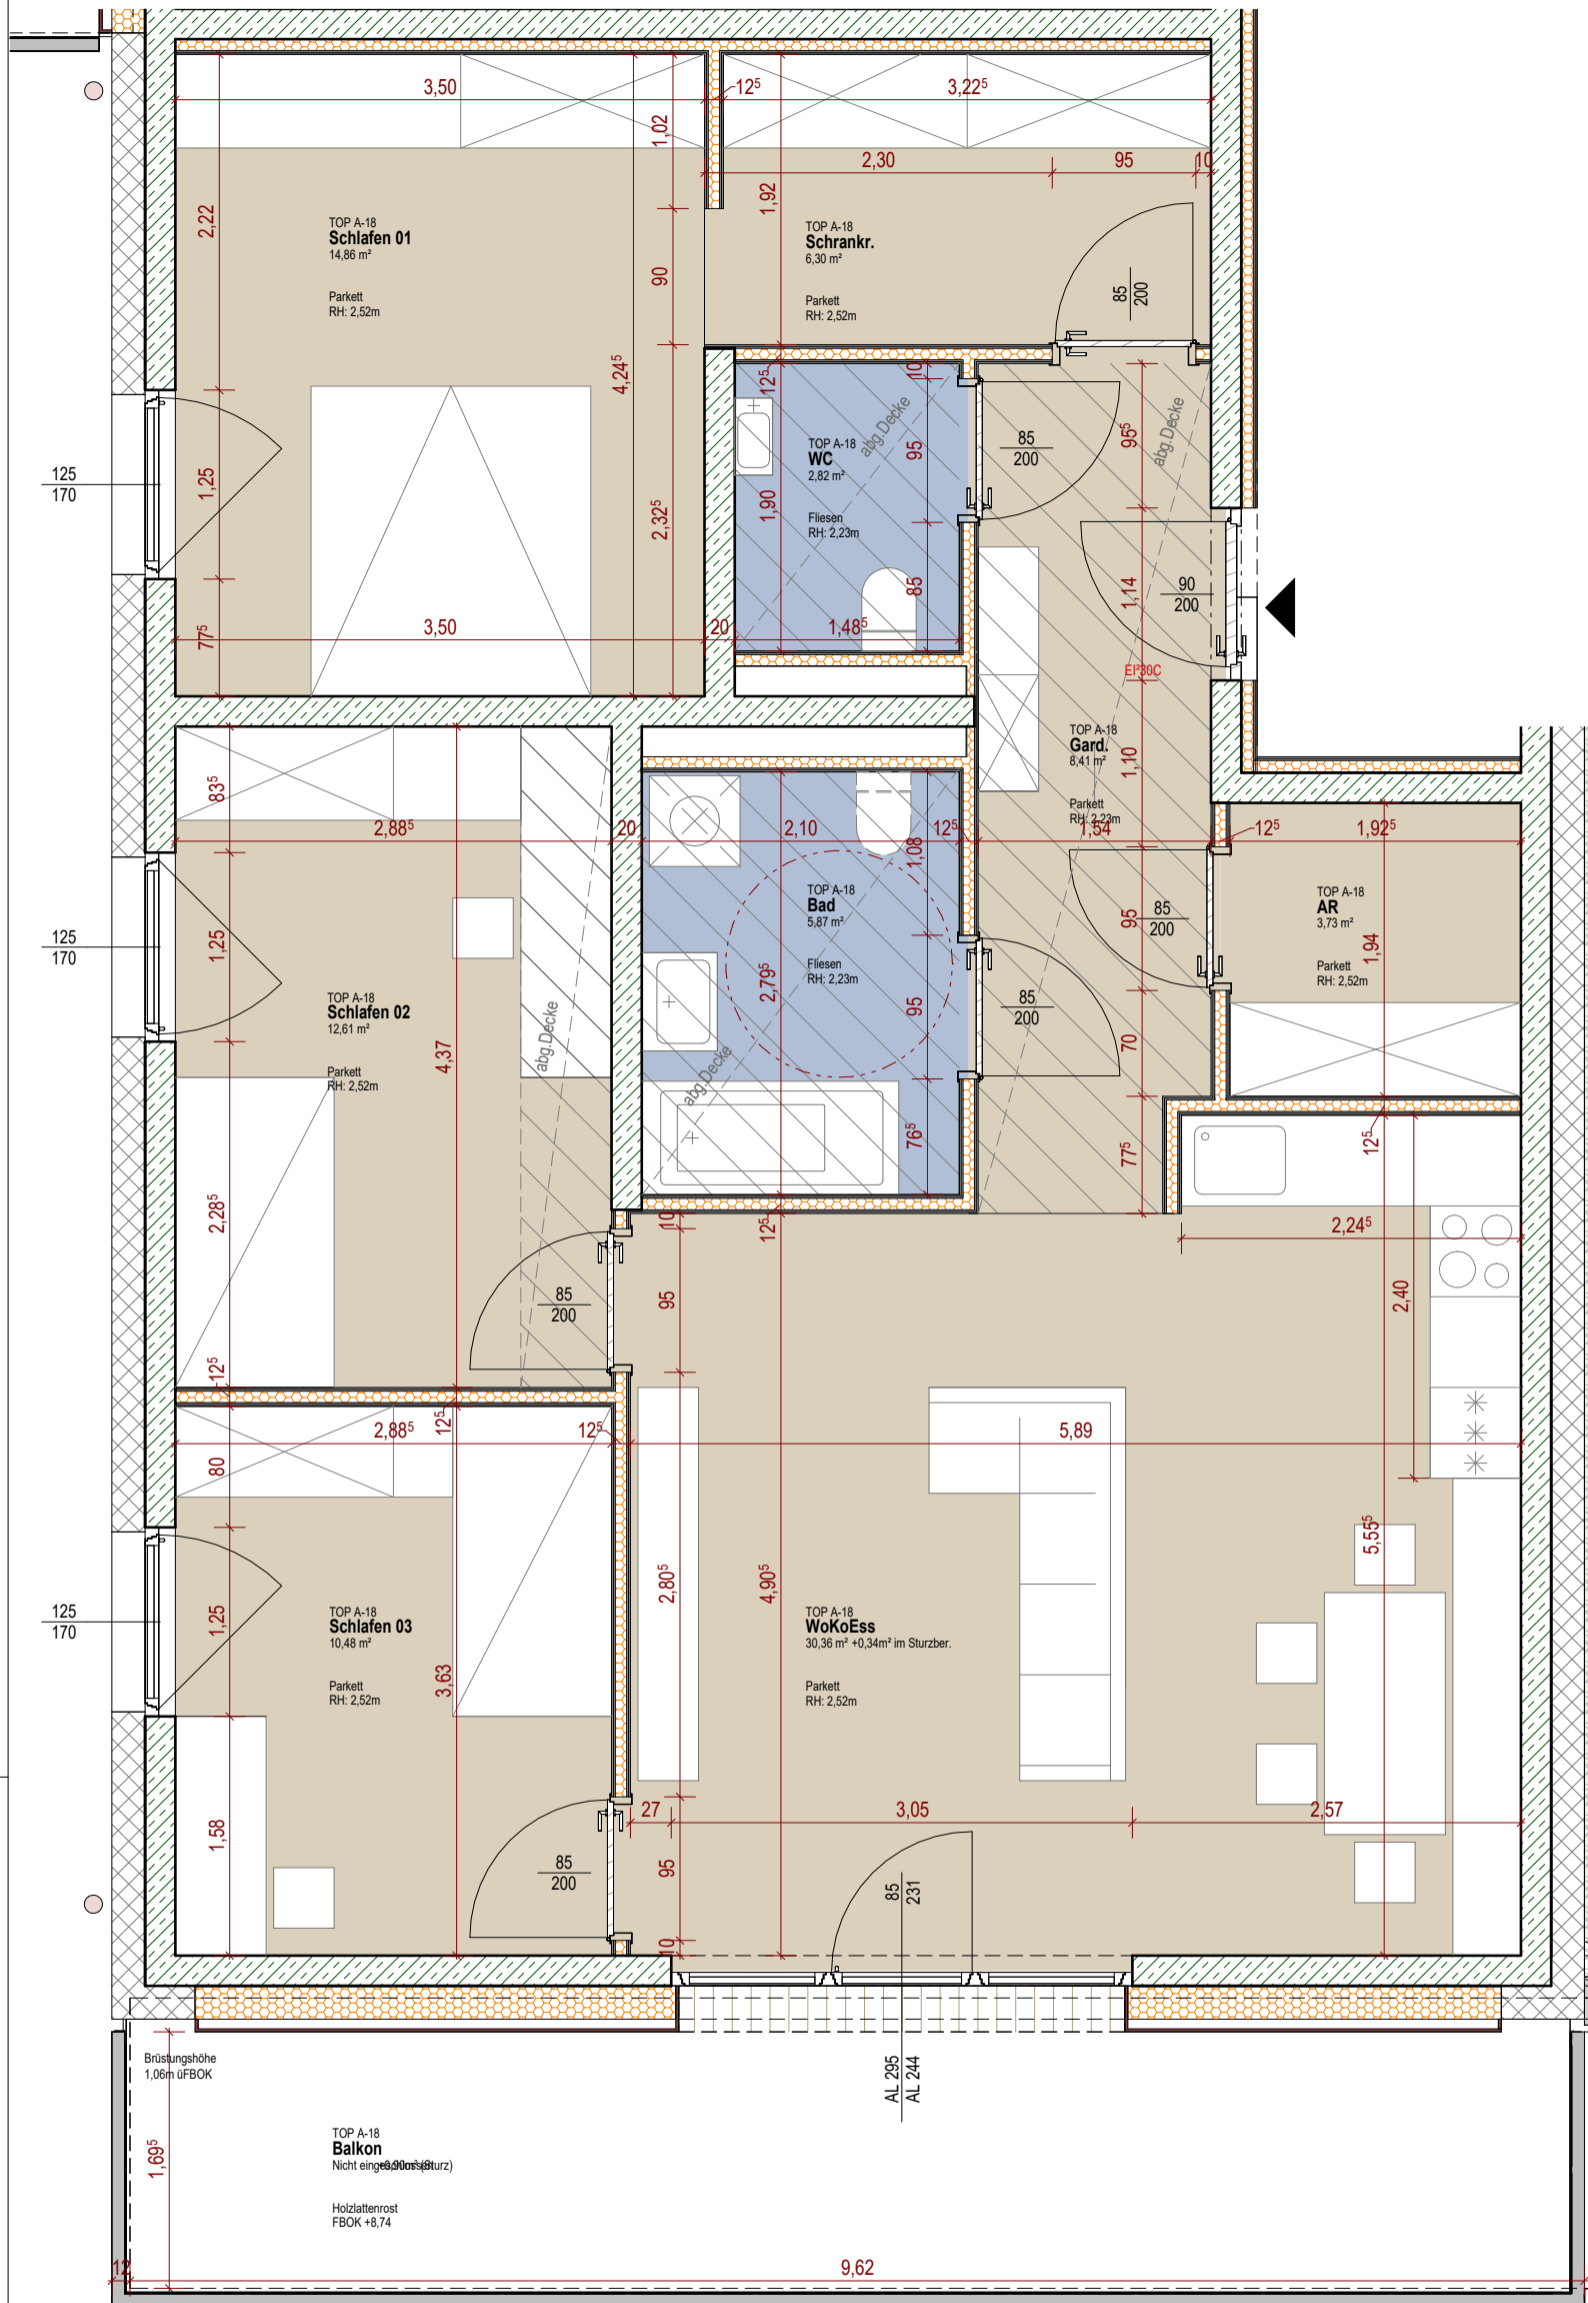 3,50
12⁵
3,22⁵
1,02
2,30
95
10
2,22
1,92
TOP A-18
Schlafen 01
14,86 m²
Parkett
RH: 2,52m
TOP A-18
Schrankr.
6,30 m²
Parkett
RH: 2,52m
90
85
200
4,24⁵
12⁵
10
abg.Decke
abg.Decke
125
170
1,25
2,32⁵
TOP A-18
WC
2,82 m²
Fliesen
RH: 2,23m
1,90
95
85
200
95⁵
85
1,14
90
200
77⁵
3,50
20
1,48⁵
EI²30C
TOP A-18
Gard.
8,41 m²
Parkett
RH: 2,23m
1,10
83⁵
2,88⁵
20
2,10
12⁵
1,08
1,54
12⁵
1,92⁵
125
170
1,25
TOP A-18
Bad
5,87 m²
Fliesen
RH: 2,23m
2,79⁵
95
85
200
95
85
200
TOP A-18
AR
3,73 m²
Parkett
RH: 2,52m
1,94
TOP A-18
Schlafen 02
12,61 m²
Parkett
RH: 2,52m
4,37
abg.Decke
abg.Decke
70
76⁵
77⁵
12⁵
2,28⁵
10
12⁵
2,24⁵
95
85
200
2,40
12⁵
2,88⁵
12⁵
12⁵
5,89
80
2,80⁵
4,90⁵
5,55⁵
125
170
1,25
TOP A-18
Schlafen 03
10,48 m²
Parkett
RH: 2,52m
3,63
TOP A-18
WoKoEss
30,36 m² +0,34m² im Sturzber.
Parkett
RH: 2,52m
1,58
27
3,05
2,57
85
200
95
10
85
231
AL 295
AL 244
Brüstungshöhe
1,06m üFBOK
1,69⁵
TOP A-18
Balkon
Holzlattenrost
FBOK +8,74
12
9,62